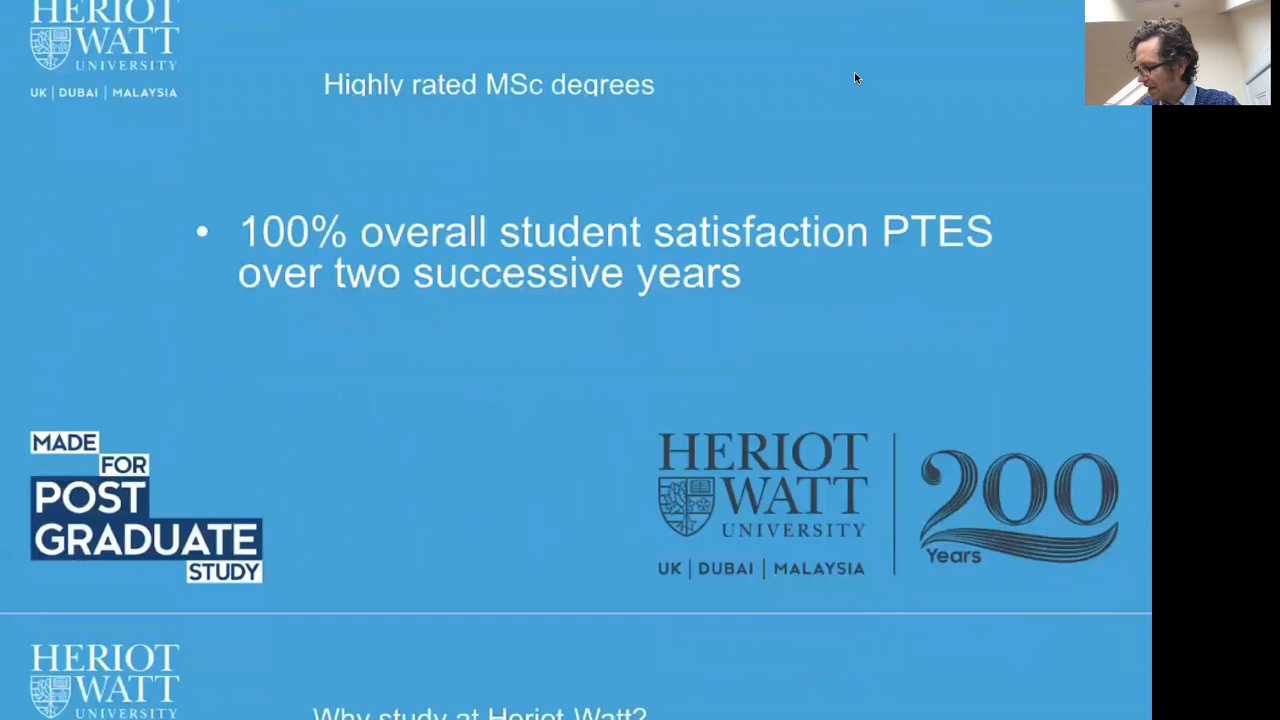 HERIOT
WATT
UNIVERSITY
UK | DUBAI | MALAYSIA
Highly rated MSc degrees
• 100% overall student satisfaction PTES
over two successive years
MADE
FOR
POST
GRADUATE
STUDY
HERIOT
WATT
UNIVERSITY
UK | DUBAI | MALAYSIA
200
Years
HERIOT
WATT
UNIVERSITY
Why study at Heriot-Watt?